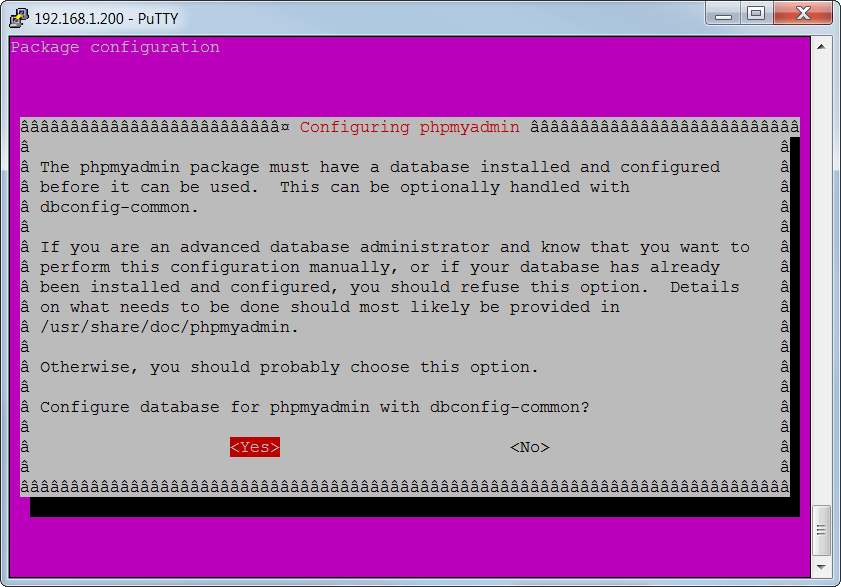 192.168.1.200 - PuTTY
Package configuration
âââââââââââââââââââââââââ¤ Configuring phpmyadmin âââââââââââââââââââââââââââ
â â
â The phpmyadmin package must have a database installed and configured â
â before it can be used. This can be optionally handled with â
â dbconfig-common. â
â â
â If you are an advanced database administrator and know that you want to â
â perform this configuration manually, or if your database has already â
â been installed and configured, you should refuse this option. Details â
â on what needs to be done should most likely be provided in â
â /usr/share/doc/phpmyadmin. â
â â
â Otherwise, you should probably choose this option. â
â â
â Configure database for phpmyadmin with dbconfig-common? â
â â
â <Yes> <No> â
â â
âââââââââââââââââââââââââââââââââââââââââââââââââââââââââââââââââââââââââââââ